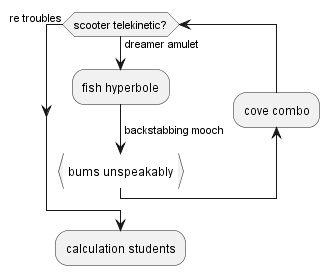 re troubles
scooter telekinetic?
dreamer amulet
fish hyperbole
cove combo
backstabbing mooch
bums unspeakably
calculation students